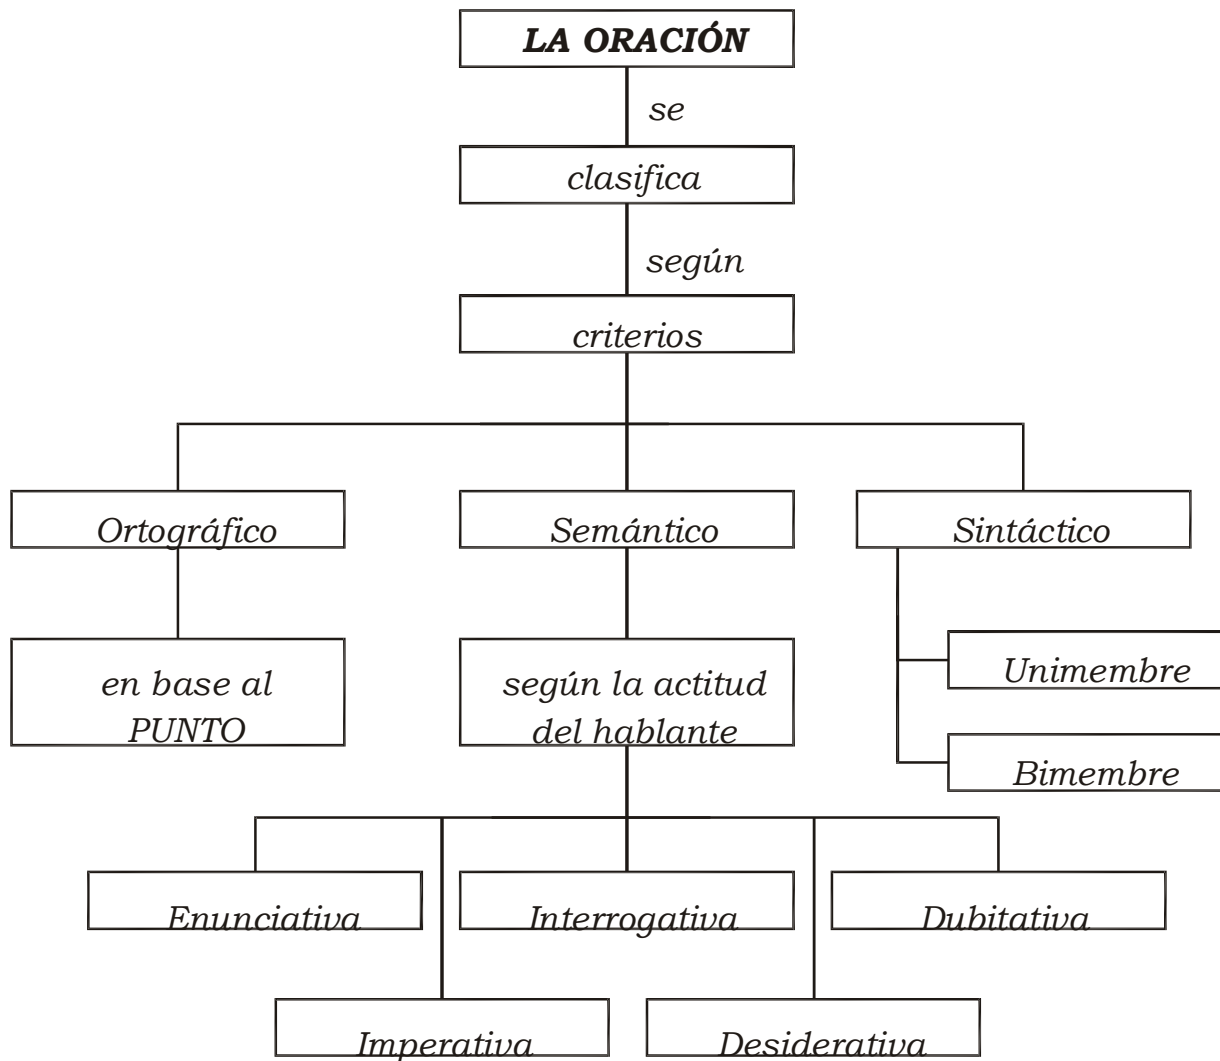 LA ORACIÓN
se
clasifica
según
criterios
Ortográfico
Semántico
Sintáctico
en base al
PUNTO
según la actitud
del hablante
Unimembre
Bimembre
Enunciativa
Interrogativa
Dubitativa
Imperativa
Desiderativa